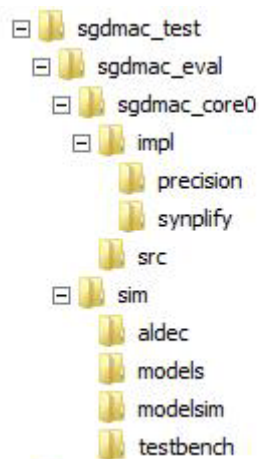 sgdmac_test
sgdmac_eval
sgdmac_core0
impl
precision
synplify
src
sim
aldec
models
modelsim
testbench